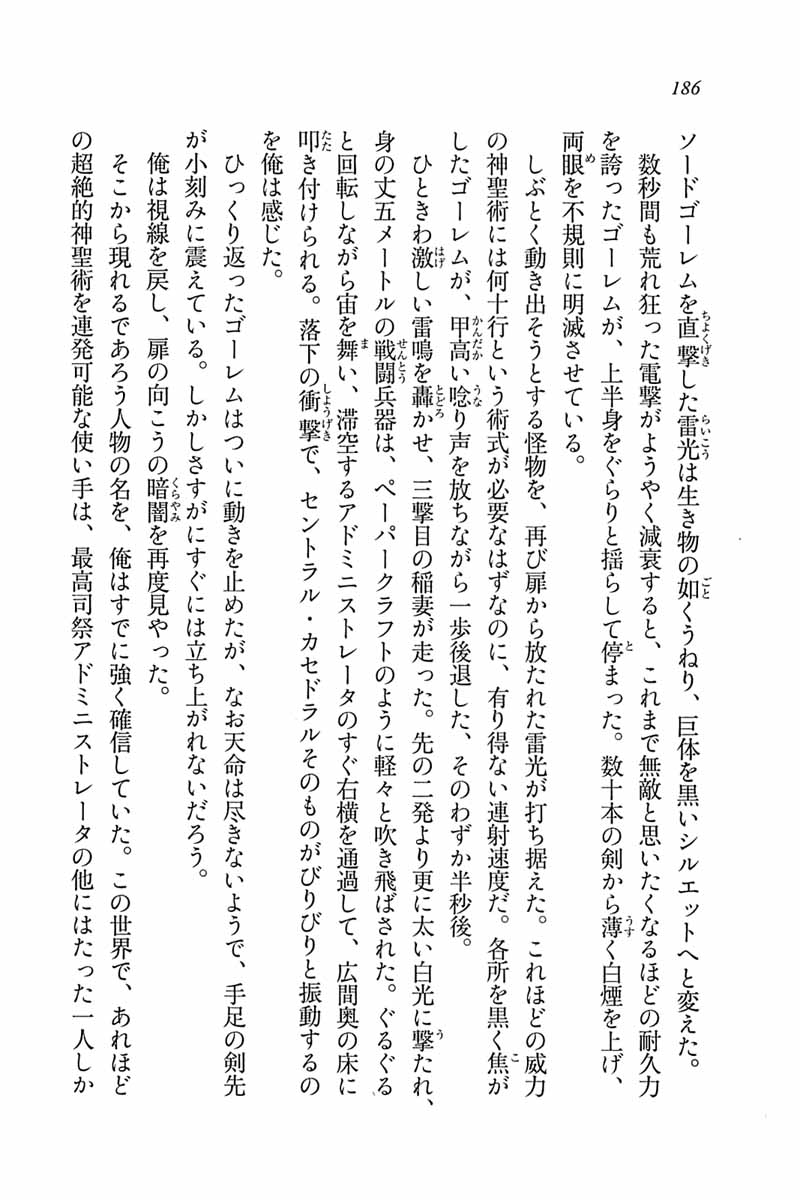 186
ソードゴーレムを直撃した雷光は生き物の如くうねり、巨体を黒いシルエットへと変えた。
数秒間も荒れ狂った電撃がようやく減衰すると、これまで無敵と思いたくなるほどの耐久力
を誇ったゴーレムが、上半身をぐらりと揺らして停まった。数十本の剣から薄く白煙を上げ、
両眼を不規則に明滅させている。
しぶとく動き出そうとする怪物を、再び扉から放たれた雷光が打ち据えた。これほどの威力
の神聖術には何十行という術式が必要なはずなのに、有り得ない連射速度だ。各所を黒く焦が
したゴーレムが、甲高い唸り声を放ちながら一歩後退した、そのわずか半秒後。
ひときわ激しい雷鳴を轟かせ、三撃目の稲妻が走った。先の二発より更に太い白光に撃たれ、
身の丈五メートルの戦闘兵器は、ペーパークラフトのように軽々と吹き飛ばされた。ぐるぐる
と回転しながら宙を舞い、滞空するアドミニストレータのすぐ右横を通過して、広間奥の床に
叩き付けられる。落下の衝撃で、セントラル・カセドラルそのものがびりびりと振動するの
を俺は感じた。
ひっくり返ったゴーレムはついに動きを止めたが、なお天命は尽きないようで、手足の剣先
が小刻みに震えている。しかしさすがにすぐには立ち上がれないだろう。
俺は視線を戻し、扉の向こうの暗闇を再度見やった。
そこから現れるであろう人物の名を、俺はすでに強く確信していた。この世界で、あれほど
の超絶的神聖術を連発可能な使い手は、最高司祭アドミニストレータの他にはたった一人しか